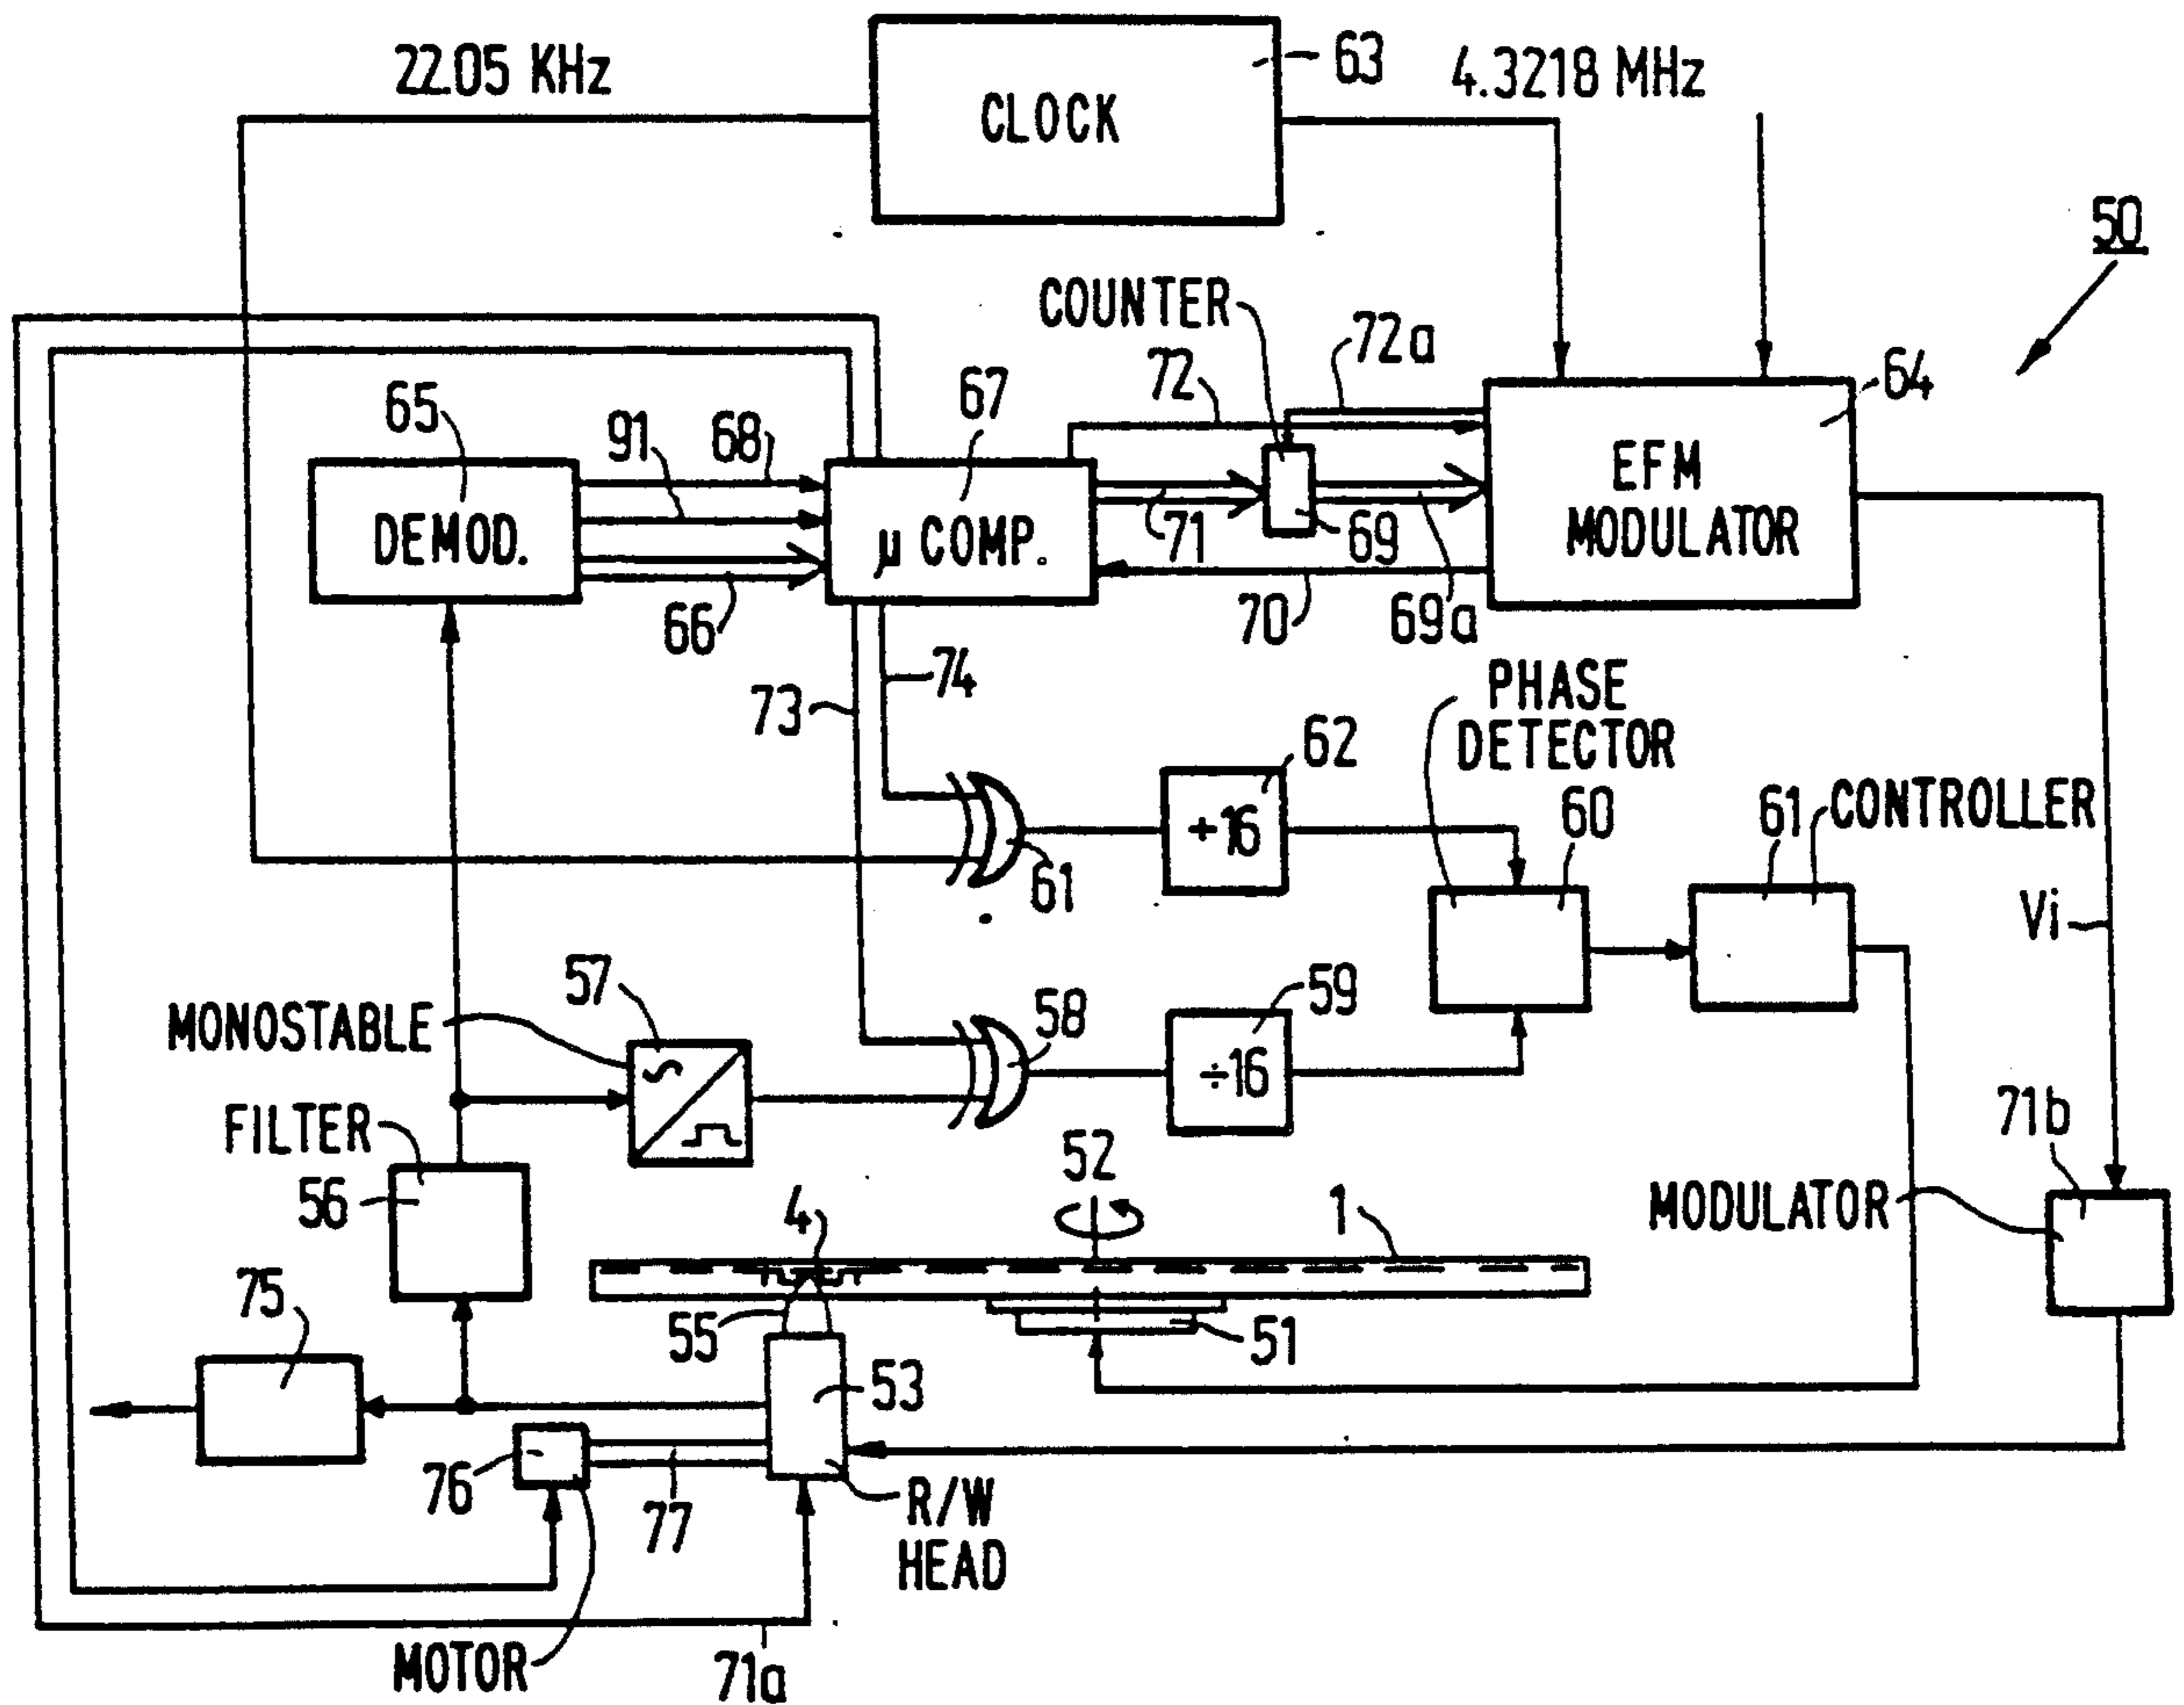 22.05 KHz
63
4.3218 MHz
CLOCK
50
COUNTER
72a
72
64
65
91
68
67
EFM
MODULATOR
DEMOD.
μ COMP.
71
69
66
70
69a
73
74
PHASE
DETECTOR
62
60
61
CONTROLLER
+16
61
Vi
57
59
58
MONOSTABLE
÷16
71b
FILTER
56
52
4
1
MODULATOR
75
55
51
53
76
77
R/W
HEAD
MOTOR
71a